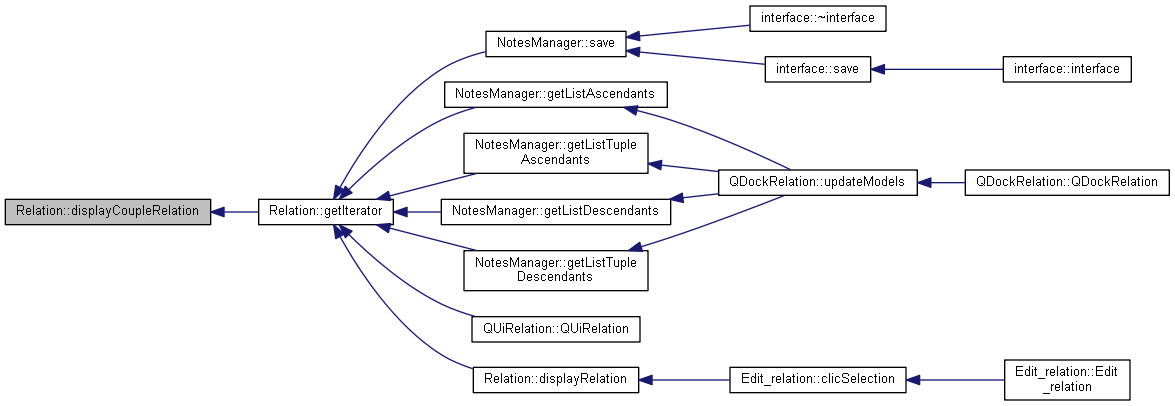 interface::~interface
NotesManager::save
interface::save
interface::interface
NotesManager::getListAscendants
NotesManager::getListTuple
Ascendants
QDockRelation::updateModels
QDockRelation::QDockRelation
Relation::displayCoupleRelation
Relation::getIterator
NotesManager::getListDescendants
NotesManager::getListTuple
Descendants
QUiRelation::QUiRelation
Relation::displayRelation
Edit_relation::clicSelection
Edit_relation::Edit
_relation